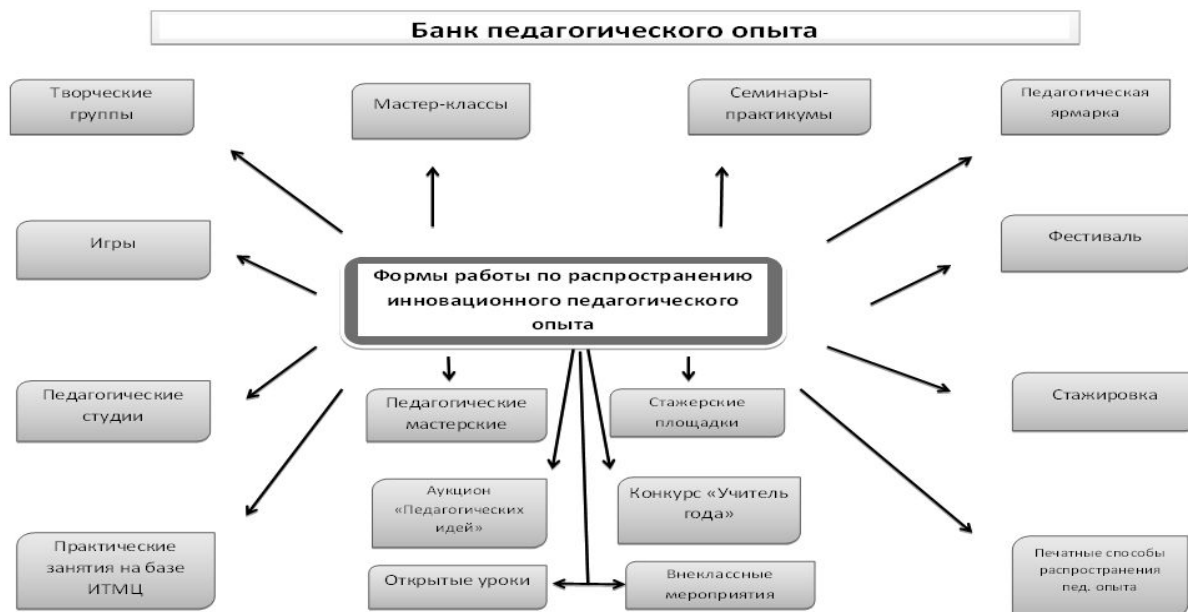 Банк педагогического опыта
Творческие
группы
Мастер-классы
Семинары-
практикумы
Педагогическая
ярмарка
Игры
Фестиваль
Формы работы по распространению
инновационного педагогического
опыта
Педагогические
студии
Педагогические
мастерские
Стажерские
площадки
Стажировка
Аукцион
«Педагогических
идей»
Конкурс «Учитель
года»
Практические
занятия на базе
ИТМЦ
Открытые уроки
Внеклассные
мероприятия
Печатные способы
распространения
пед. опыта